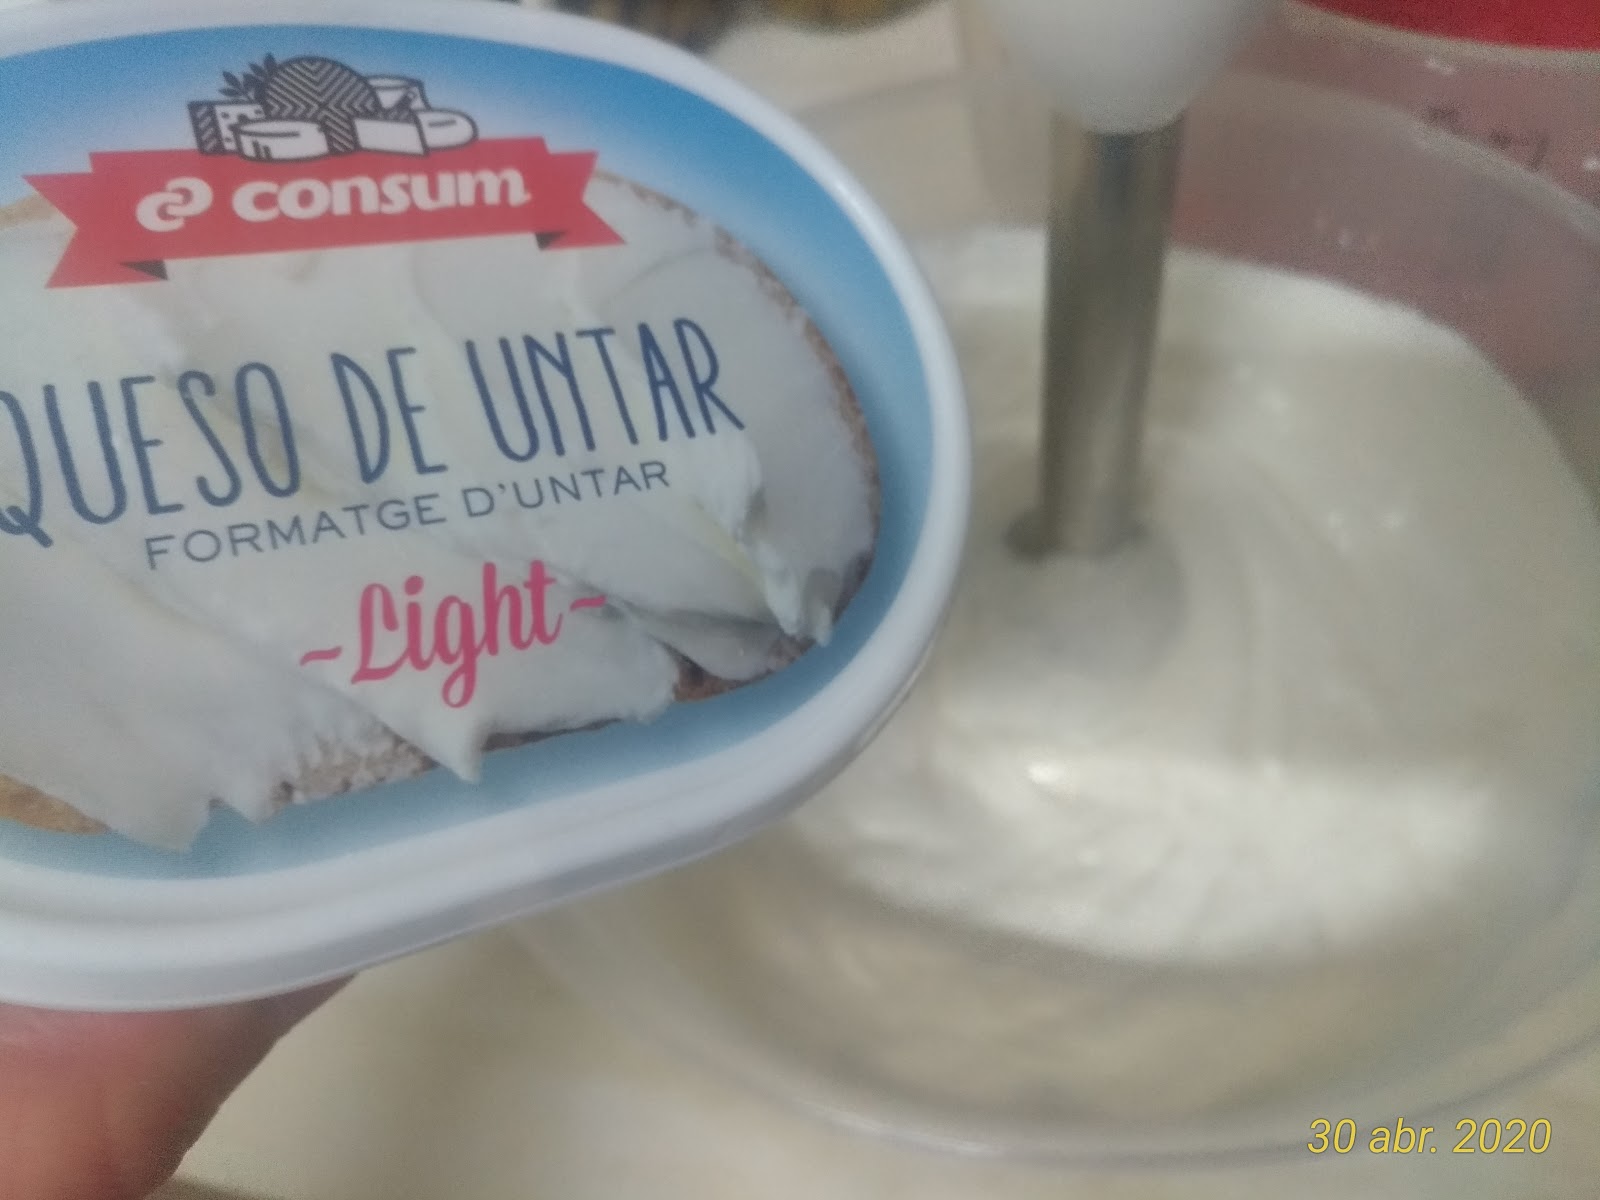 consum
QUESO DE UNTAR
FORMATGE D'UNTAR
~Light~
30 abr. 2020